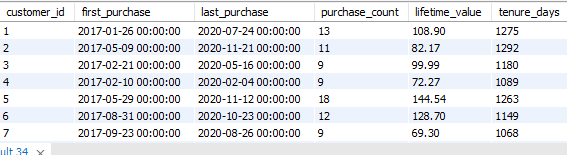 customer_id first_purchase last_purchase purchase_count lifetime_value tenure_days
1 2017-01-26 00:00:00 2020-07-24 00:00:00 13 108.90 1275
2 2017-05-09 00:00:00 2020-11-21 00:00:00 11 82.17 1292
3 2017-02-21 00:00:00 2020-05-16 00:00:00 9 99.99 1180
4 2017-02-10 00:00:00 2020-02-04 00:00:00 9 72.27 1089
5 2017-05-29 00:00:00 2020-11-12 00:00:00 18 144.54 1263
6 2017-08-31 00:00:00 2020-10-23 00:00:00 12 128.70 1149
7 2017-09-23 00:00:00 2020-08-26 00:00:00 9 69.30 1068
ult 34 ×